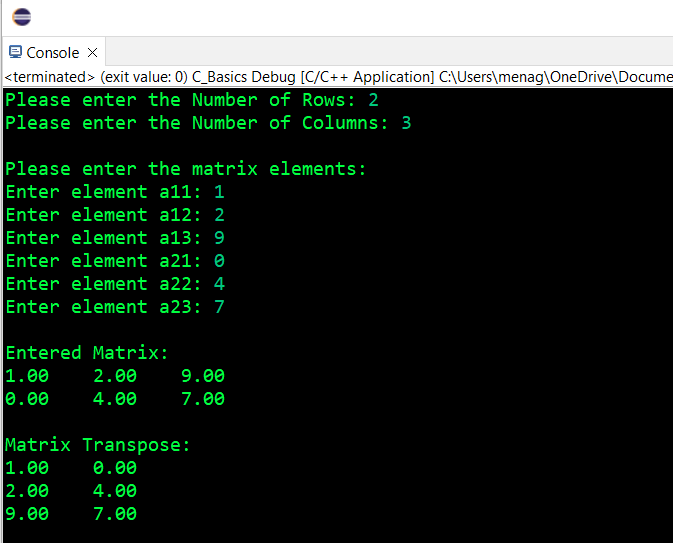 Console
<terminated> (exit value: 0) C_Basics Debug [C/C++ Application] C:\Users\menag\OneDrive\Docume
Please enter the Number of Rows: 2
Please enter the Number of Columns: 3
Please enter the matrix elements:
Enter element a11: 1
Enter element a12: 2
Enter element a13: 9
Enter element a21: 0
Enter element a22: 4
Enter element a23: 7
Entered Matrix:
1.00 2.00 9.00
0.00 4.00 7.00
Matrix Transpose:
1.00 0.00
2.00 4.00
9.00 7.00